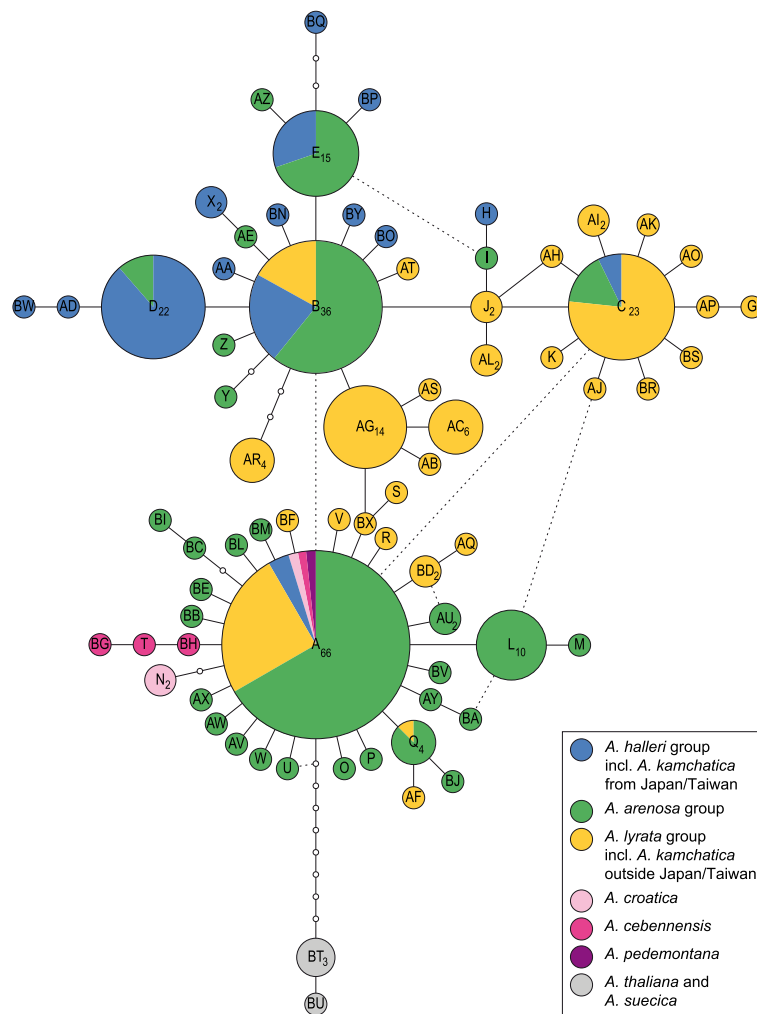 BQ
AZ
BP
E15
X2
BN
BY
H
AE
BO
AI2
AK
AA
AT
I
AH
AO
BW
AD
D22
B36
J2
C 23
AP
G
Z
AL2
K
BS
Y
AS
AJ
BR
AG14
AC6
AR4
AB
S
BI
BM
BF
V
BX
BL
R
BC
AQ
BD2
BE
BB
AU2
BG
T
BH
A66
L10
M
N2
BV
AX
AY
AW
BA
AV
Q4
W
U
O
P
BJ
AF
BT3
BU
A. halleri group
incl. A. kamchatica
from Japan/Taiwan
A. arenosa group
A. lyrata group
incl. A. kamchatica
outside Japan/Taiwan
A. croatica
A. cebennensis
A. pedemontana
A. thaliana and
A. suecica